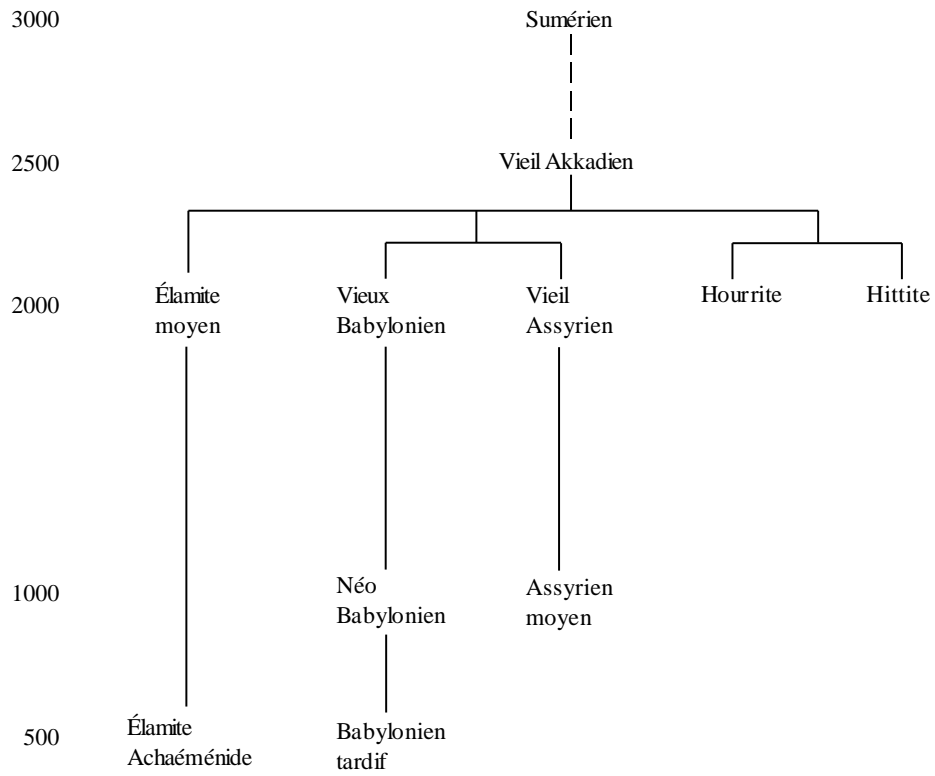 3000
Sumérien
2500
Vieil Akkadien
2000
Élamite
moyen
Vieux
Babylonien
Vieil
Assyrien
Hourrite
Hittite
1000
Néo
Babylonien
Assyrien
moyen
500
Élamite
Achaéménide
Babylonien
tardif